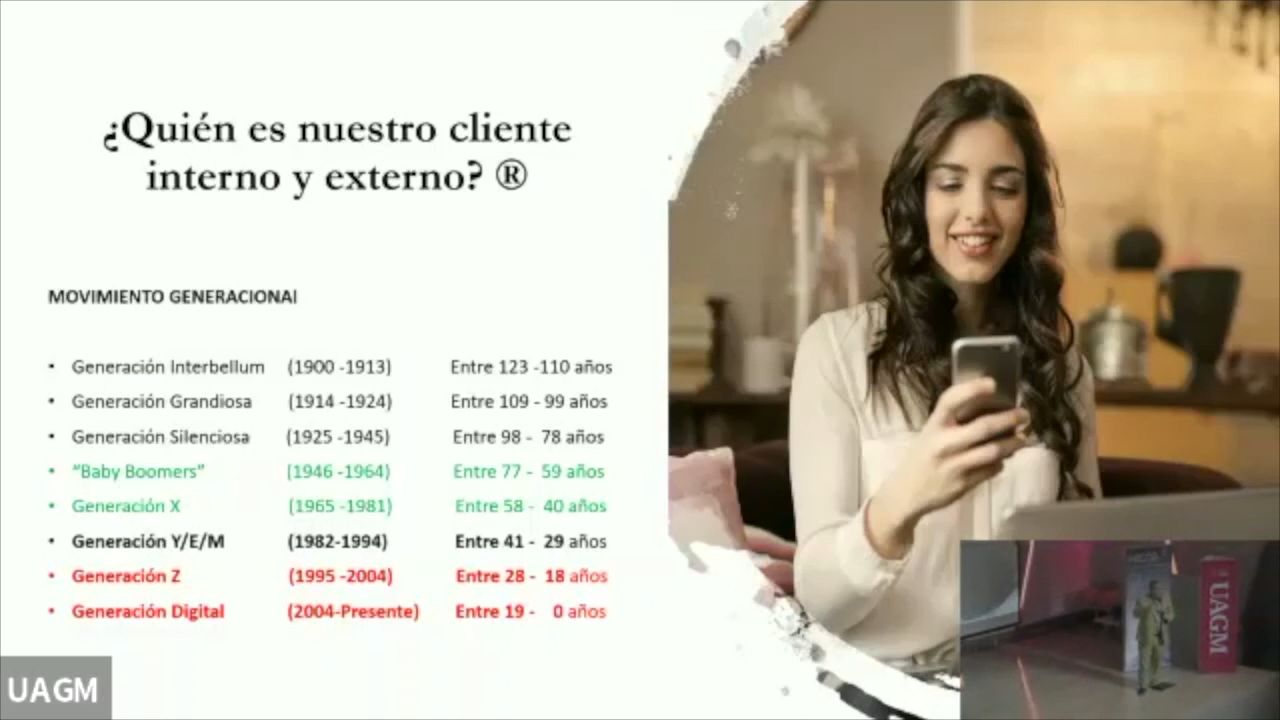 ¿Quién es nuestro cliente
interno y externo? ®
MOVIMIENTO GENERACIONAl
• Generación Interbellum (1900 -1913) Entre 123 -110 años
• Generación Grandiosa (1914 -1924) Entre 109 - 99 años
• Generación Silenciosa (1925 -1945) Entre 98 - 78 años
• “Baby Boomers” (1946 -1964) Entre 77 - 59 años
• Generación X (1965 -1981) Entre 58 - 40 años
• Generación Y/E/M (1982-1994) Entre 41 - 29 años
• Generación Z (1995 -2004) Entre 28 - 18 años
• Generación Digital (2004-Presente) Entre 19 - 0 años
UAGM
UAGM